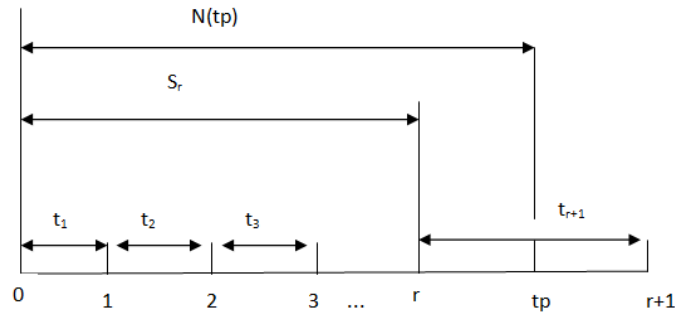 N(tp)
Sᵣ
t₁ t₂ t₃ tᵣ₊₁
0 1 2 3 ... r tp r+1